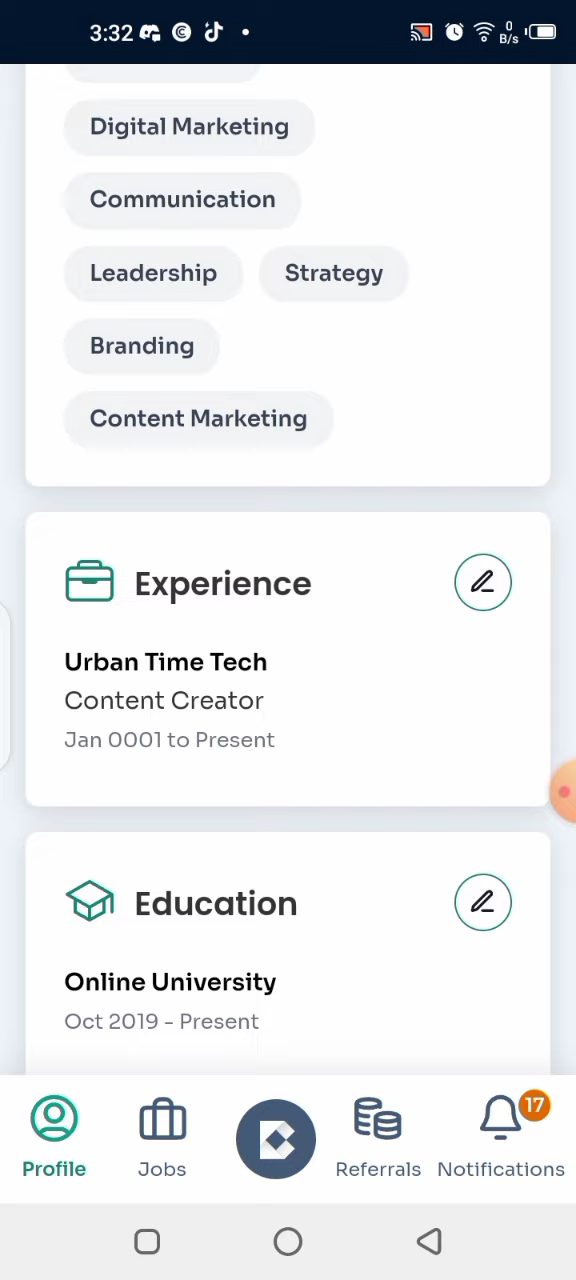 3:32
0
B/s
Digital Marketing
Communication
Leadership Strategy
Branding
Content Marketing
Experience
Urban Time Tech
Content Creator
Jan 0001 to Present
Education
Online University
Oct 2019 - Present
17
Profile Jobs Referrals Notifications